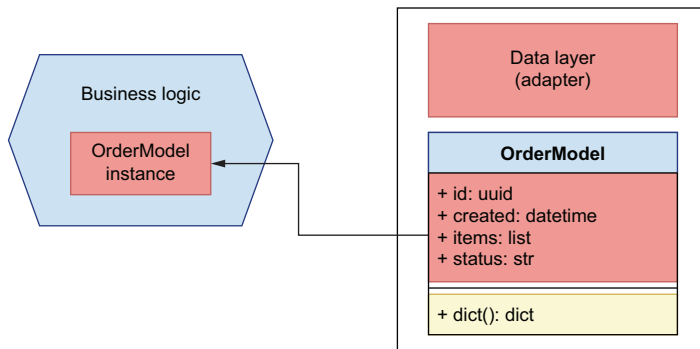 Business logic
OrderModel
instance
Data layer
(adapter)
OrderModel
+ id: uuid
+ created: datetime
+ items: list
+ status: str
+ dict(): dict